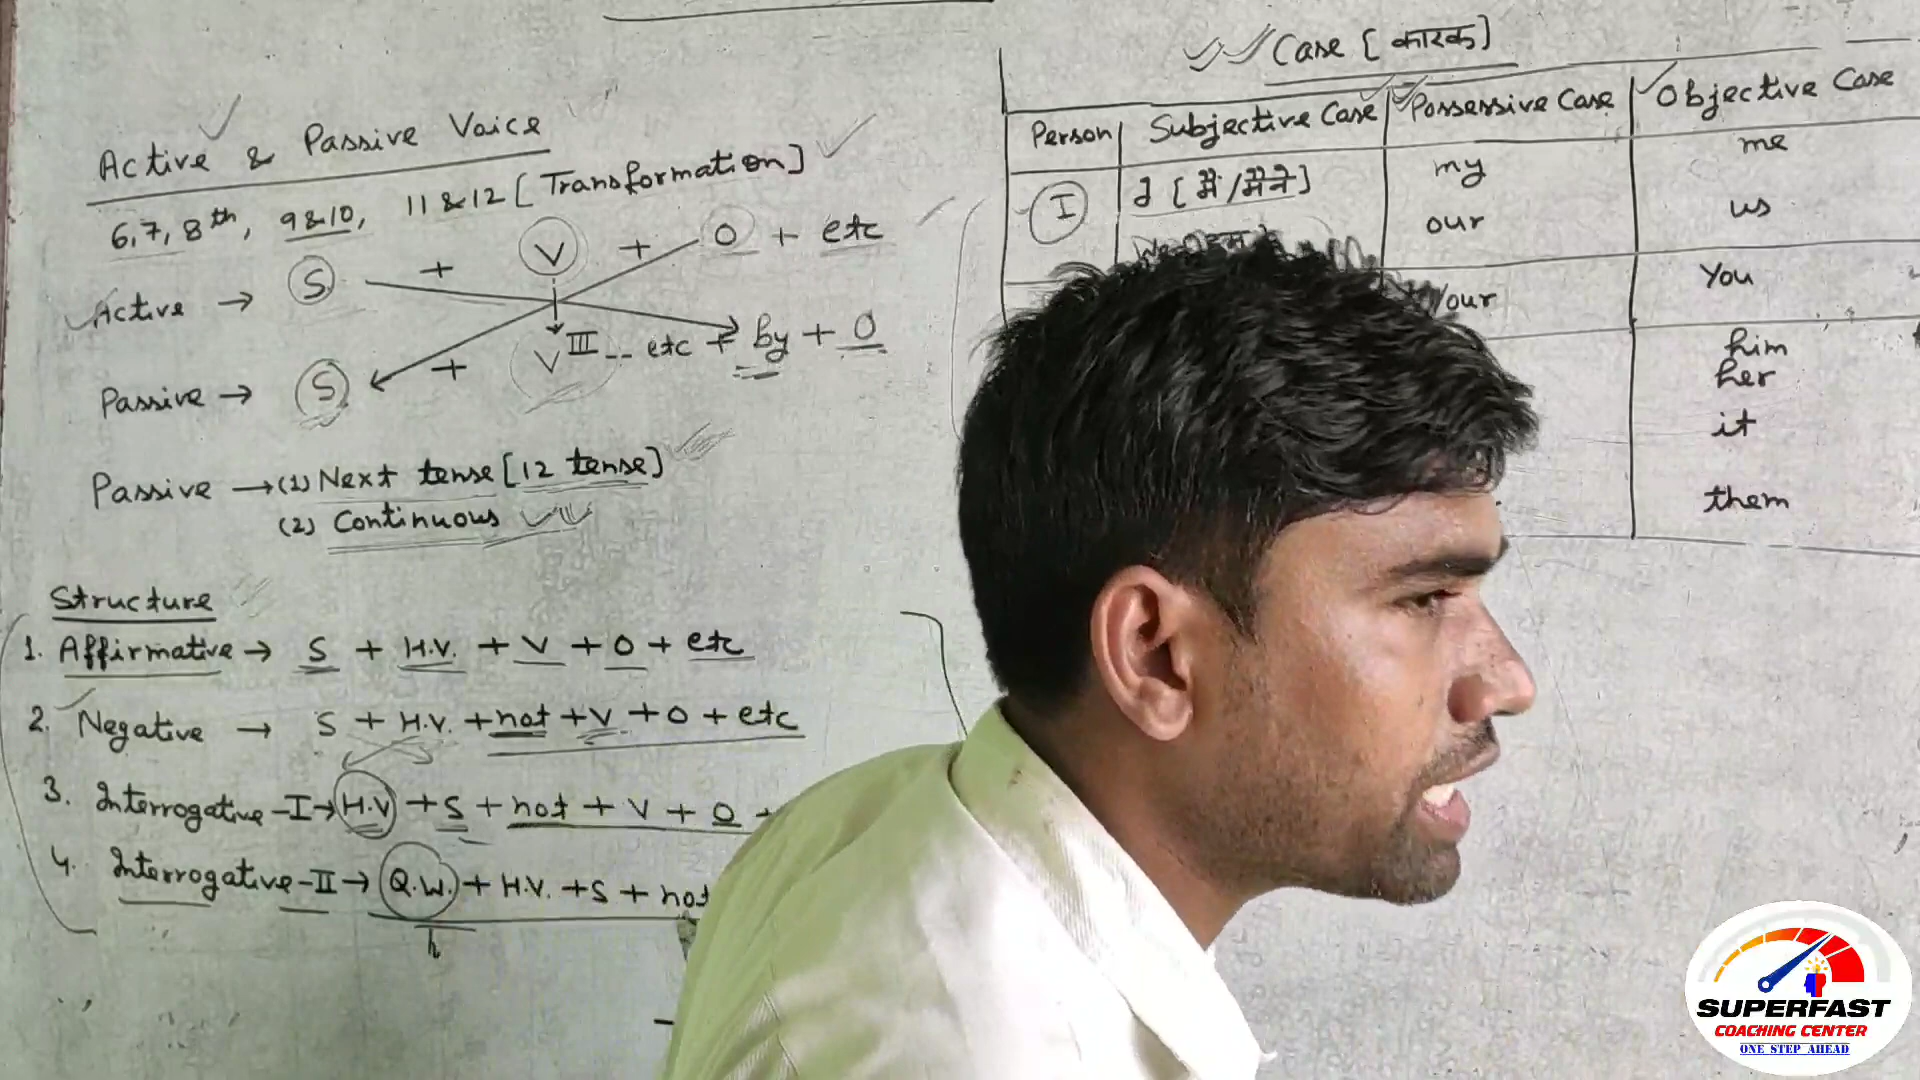 Active & Passive Voice
6,7,8th, 9&10, 11&12 [Transformation]
Active → S + V + O + etc
Passive → S + V III -- etc + By + O
Passive → (1) Next tense [12 tense]
(2) Continuous
Structure
1. Affirmative → S + H.V. + V + O + etc
2. Negative → S + H.V. + not + V + O + etc
3. Interrogative-I → H.V + S + not + V + O +
4. Interrogative-II → Q.W. + H.V. + S + not
Case [कारक]
Person Subjective Case Possessive Case Objective Case
I I [मैं/मैंने] my me
our us
Your You
him
her
it
them
SUPERFAST
COACHING CENTER
ONE STEP AHEAD